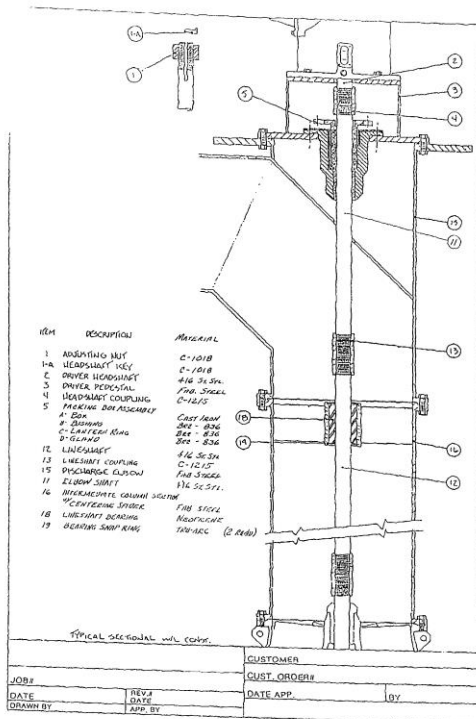 1-A
1
2
3
5
4
15
11
13
18
19
16
12
ITEM DESCRIPTION MATERIAL
1 ADJUSTING NUT C-1018
1-A HEADSHAFT KEY C-1018
2 DRIVER HEADSHAFT 416 SS STL.
3 DRIVER PEDESTAL FAB. STEEL
4 HEADSHAFT COUPLING C-1215
5 PACKING BOX ASSEMBLY
A- BOX CAST IRON
B- BUSHING BRZ - 836
C- LANTERN RING BRZ - 836
D- GLAND BRZ - 836
12 LINESHAFT 416 SS STL
13 LINESHAFT COUPLING C-1215
15 DISCHARGE ELBOW FAB STEEL
11 ELBOW SHAFT 416 SS STL.
16 INTERMEDIATE COLUMN SECTION
W/ CENTERING SPIDER FAB STEEL
18 LINESHAFT BEARING NEOPRENE
19 BEARING SNAP RING TRU-ARC (2 REQD)
TYPICAL SECTIONAL W/L CONST.
CUSTOMER
JOB# CUST. ORDER#
DATE REV.# DATE DATE APP. BY
DRAWN BY APP. BY